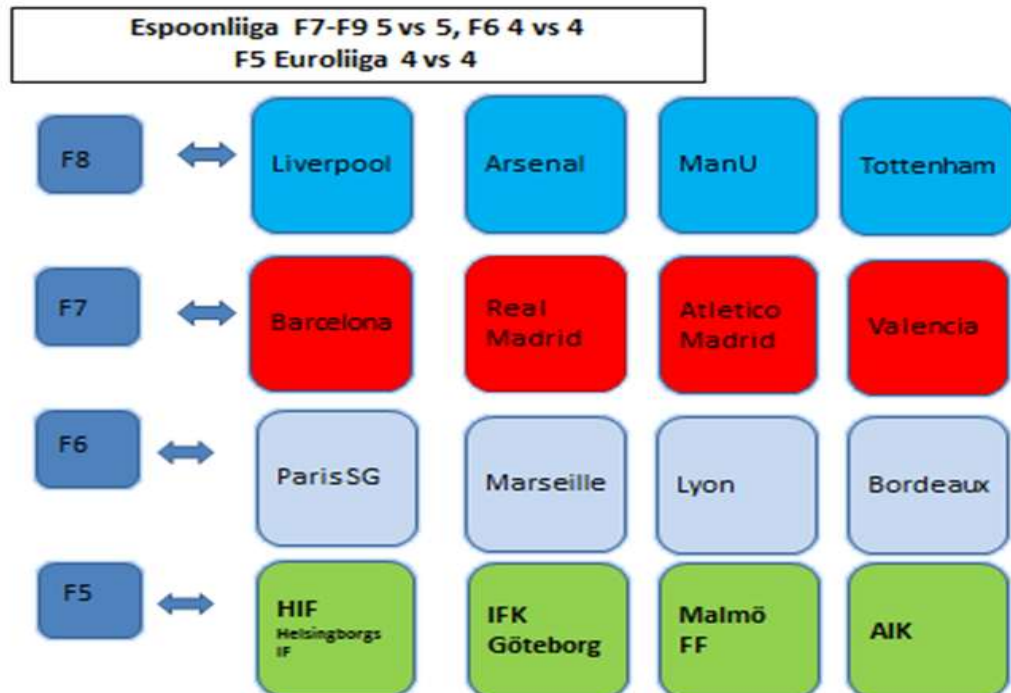 Espoonliiga F7-F9 5 vs 5, F6 4 vs 4
F5 Euroliiga 4 vs 4
F8
Liverpool
Arsenal
ManU
Tottenham
F7
Barcelona
Real
Madrid
Atletico
Madrid
Valencia
F6
Paris SG
Marseille
Lyon
Bordeaux
F5
HIF
Helsingborgs
IF
IFK
Göteborg
Malmö
FF
AIK